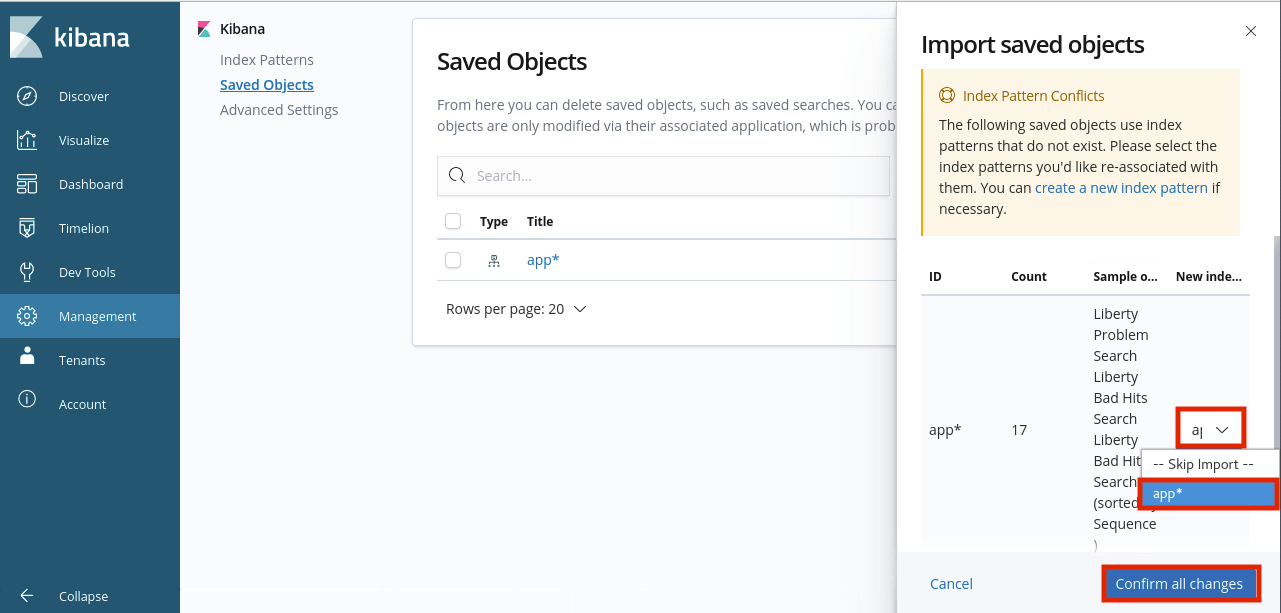 kibana
Discover
Visualize
Dashboard
Timelion
Dev Tools
Management
Tenants
Account
Collapse
Kibana
Index Patterns
Saved Objects
Advanced Settings
Saved Objects
From here you can delete saved objects, such as saved searches. You ca
objects are only modified via their associated application, which is prob
Search...
Type Title
app*
Rows per page: 20
Import saved objects
Index Pattern Conflicts
The following saved objects use index
patterns that do not exist. Please select the
index patterns you'd like re-associated with
them. You can create a new index pattern if
necessary.
ID Count Sample o... New inde...
Liberty
Problem
Search
Liberty
Bad Hits
Search
Liberty
Bad Hit
Search
(sorted
Sequence
)
app* 17
-- Skip Import --
app*
Cancel
Confirm all changes